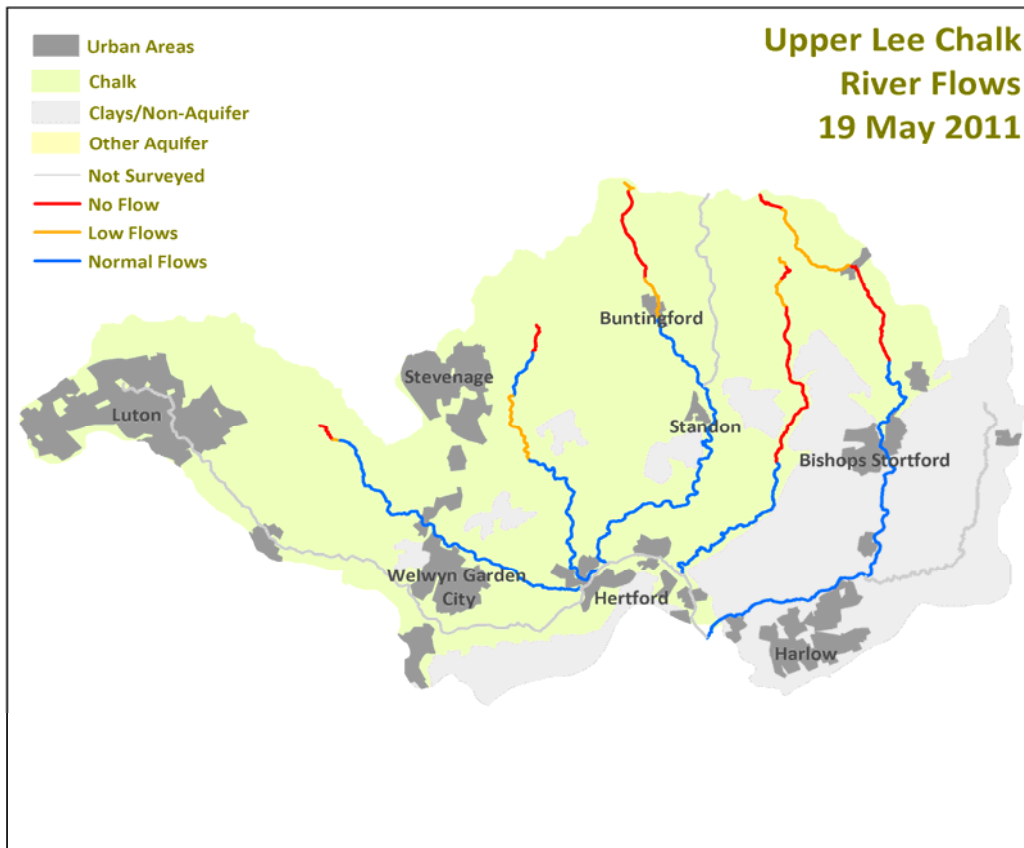 Upper Lee Chalk
River Flows
19 May 2011
Urban Areas
Chalk
Clays/Non-Aquifer
Other Aquifer
Not Surveyed
No Flow
Low Flows
Normal Flows
Buntingford
Stevenage
Luton
Standon
Bishops Stortford
Welwyn Garden
City
Hertford
Harlow